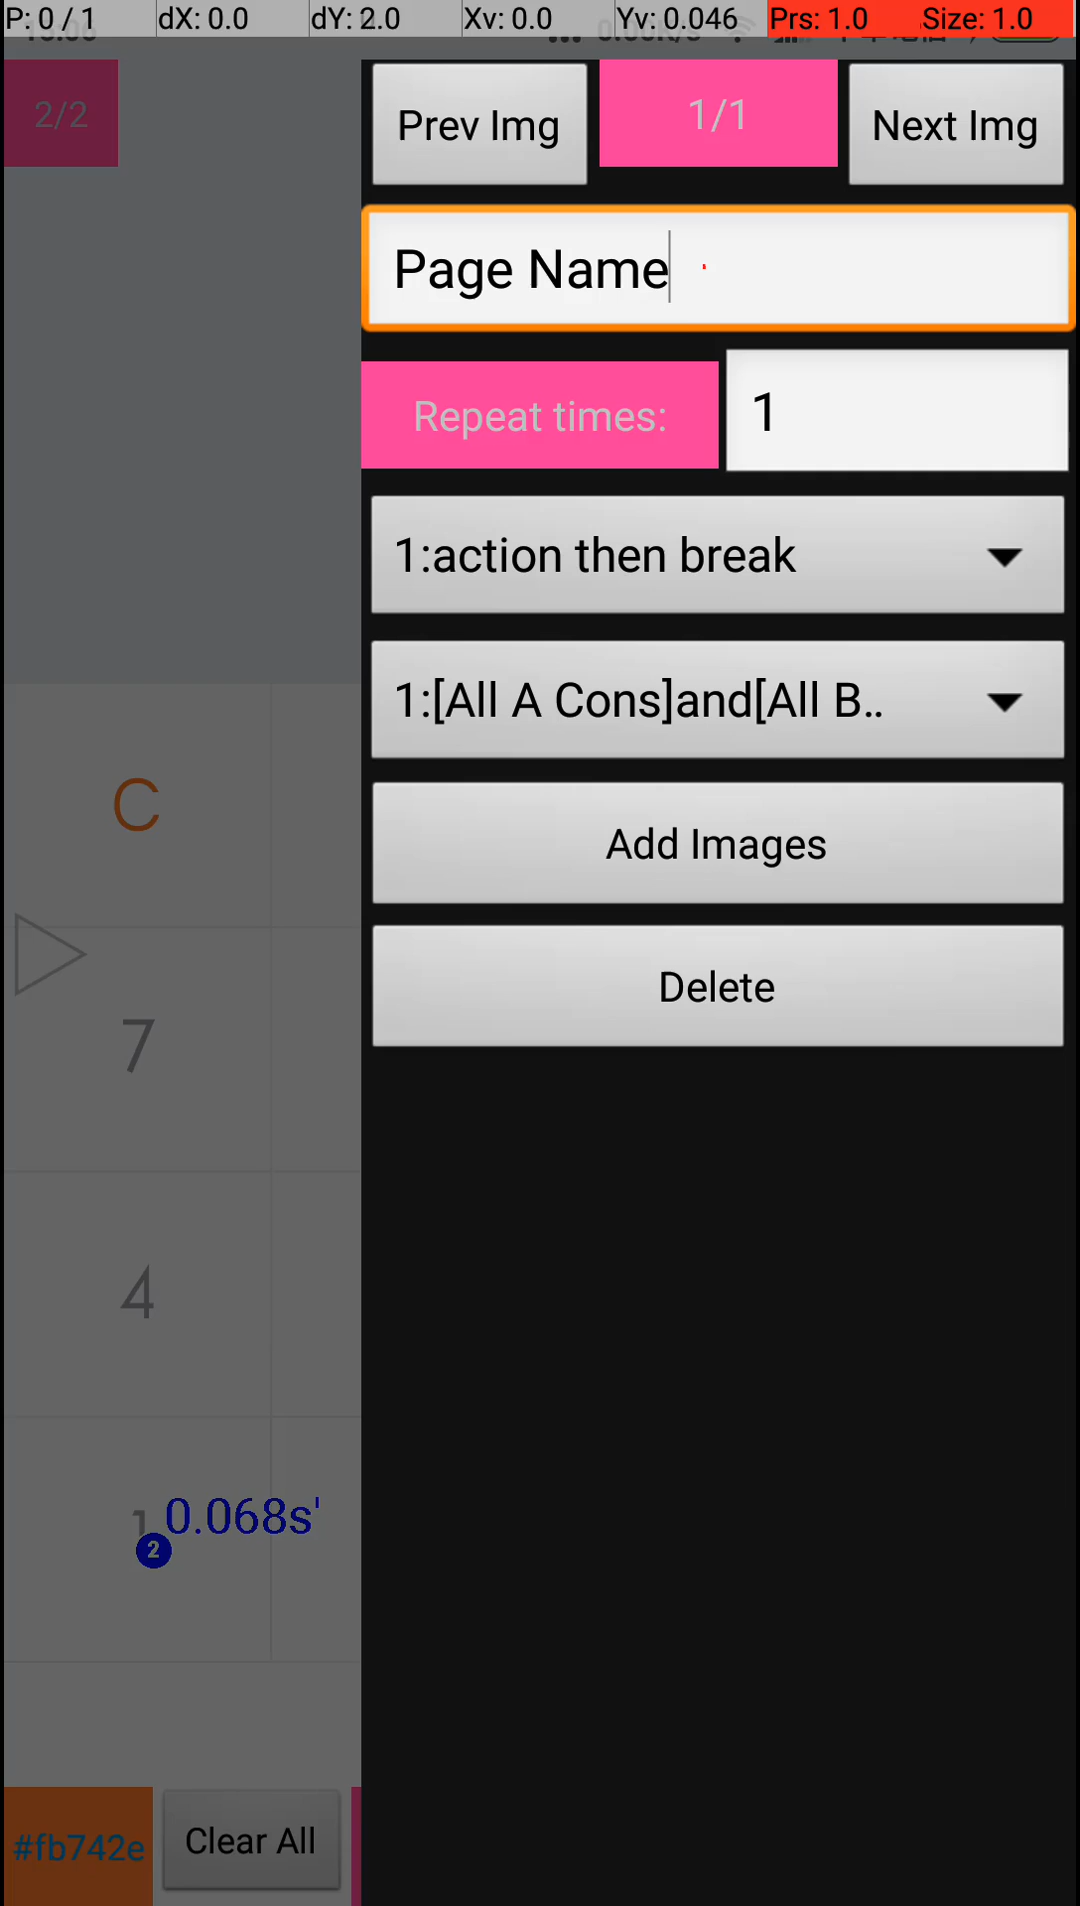 P: 0 / 1 dX: 0.0 dY: 2.0 Xv: 0.0 Yv: 0.046 Prs: 1.0 Size: 1.0
2/2
Prev Img 1/1 Next Img
Page Name
Repeat times: 1
1:action then break
1:[All A Cons]and[All B..
C
Add Images
Delete
7
4
1 0.068s'
2
#fb742e Clear All